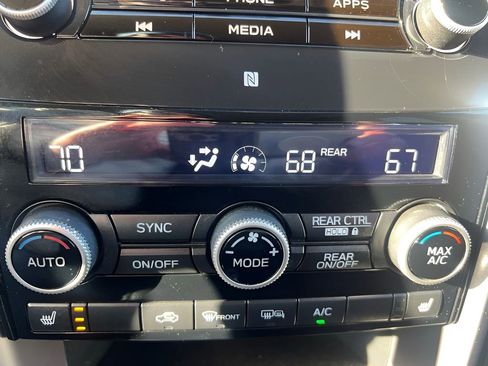 PHONE APPS
MEDIA
70 68 REAR 67
SYNC
REAR CTRL
HOLD
AUTO
ON/OFF
MODE
REAR ON/OFF
MAX A/C
FRONT
A/C